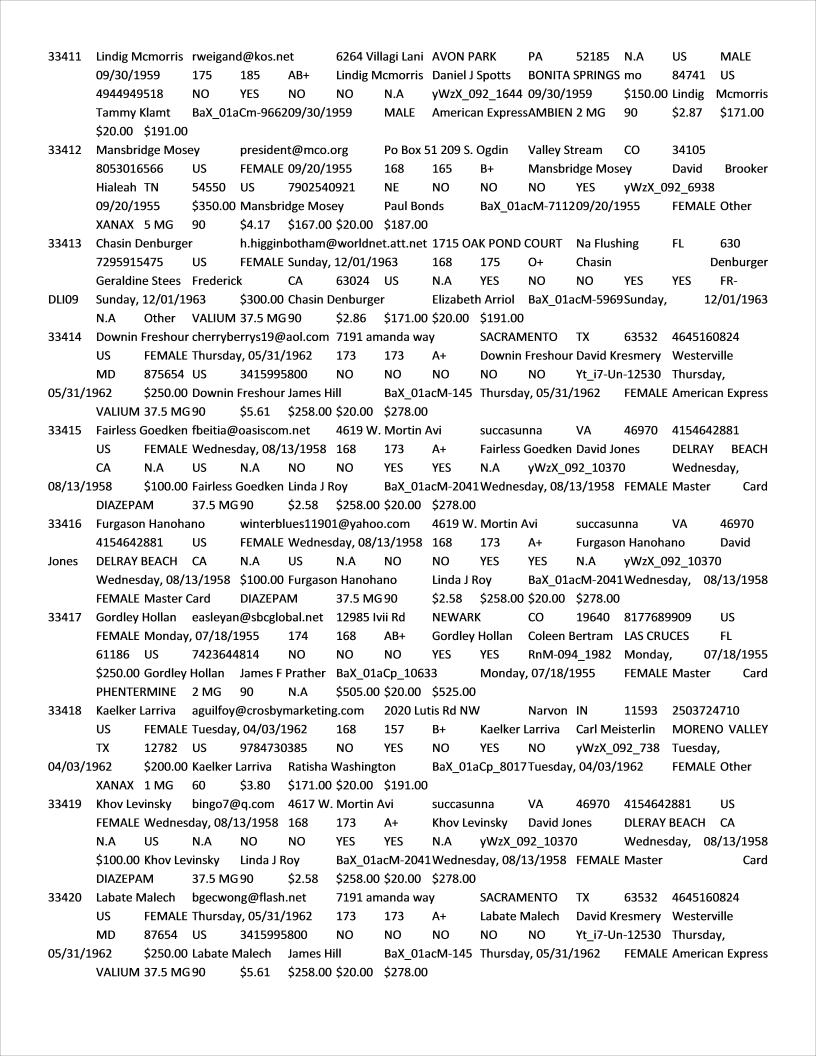 33411 Lindig Mcmorris rweigand@kos.net 6264 Villagi Lani AVON PARK PA 52185 N.A US MALE
09/30/1959 175 185 AB+ Lindig Mcmorris Daniel J Spotts BONITA SPRINGS mo 84741 US
4944949518 NO YES NO NO N.A yWzX_092_1644 09/30/1959 $150.00 Lindig Mcmorris
Tammy Klamt BaX_01aCm-966209/30/1959 MALE American ExpressAMBIEN 2 MG 90 $2.87 $171.00
$20.00 $191.00
33412 Mansbridge Mosey president@mco.org Po Box 51 209 S. Ogdin Valley Stream CO 34105
8053016566 US FEMALE 09/20/1955 168 165 B+ Mansbridge Mosey David Brooker
Hialeah TN 54550 US 7902540921 NE NO NO NO YES yWzX_092_6938
09/20/1955 $350.00 Mansbridge Mosey Paul Bonds BaX_01acM-711209/20/1955 FEMALE Other
XANAX 5 MG 90 $4.17 $167.00 $20.00 $187.00
33413 Chasin Denburger h.higginbotham@worldnet.att.net 1715 OAK POND COURT Na Flushing FL 630
7295915475 US FEMALE Sunday, 12/01/1963 168 175 O+ Chasin Denburger
Geraldine Stees Frederick CA 63024 US N.A YES NO NO YES YES FR-
DLI09 Sunday, 12/01/1963 $300.00 Chasin Denburger Elizabeth Arriol BaX_01acM-5969Sunday, 12/01/1963
N.A Other VALIUM 37.5 MG 90 $2.86 $171.00 $20.00 $191.00
33414 Downin Freshour cherryberrys19@aol.com 7191 amanda way SACRAMENTO TX 63532 4645160824
US FEMALE Thursday, 05/31/1962 173 173 A+ Downin Freshour David Kresmery Westerville
MD 875654 US 3415995800 NO NO NO NO NO Yt_i7-Un-12530 Thursday,
05/31/1962 $250.00 Downin Freshour James Hill BaX_01acM-145 Thursday, 05/31/1962 FEMALE American Express
VALIUM 37.5 MG 90 $5.61 $258.00 $20.00 $278.00
33415 Fairless Goedken fbeitia@oasiscom.net 4619 W. Mortin Avi succasunna VA 46970 4154642881
US FEMALE Wednesday, 08/13/1958 168 173 A+ Fairless Goedken David Jones DELRAY BEACH
CA N.A US N.A NO NO YES YES N.A yWzX_092_10370 Wednesday,
08/13/1958 $100.00 Fairless Goedken Linda J Roy BaX_01acM-2041Wednesday, 08/13/1958 FEMALE Master Card
DIAZEPAM 37.5 MG 90 $2.58 $258.00 $20.00 $278.00
33416 Furgason Hanohano winterblues11901@yahoo.com 4619 W. Mortin Avi succasunna VA 46970
4154642881 US FEMALE Wednesday, 08/13/1958 168 173 A+ Furgason Hanohano David
Jones DELRAY BEACH CA N.A US N.A NO NO YES YES N.A yWzX_092_10370
Wednesday, 08/13/1958 $100.00 Furgason Hanohano Linda J Roy BaX_01acM-2041Wednesday, 08/13/1958
FEMALE Master Card DIAZEPAM 37.5 MG 90 $2.58 $258.00 $20.00 $278.00
33417 Gordley Hollan easleyan@sbcglobal.net 12985 Ivii Rd NEWARK CO 19640 8177689909 US
FEMALE Monday, 07/18/1955 174 168 AB+ Gordley Hollan Coleen Bertram LAS CRUCES FL
61186 US 7423644814 NO NO NO YES YES RnM-094_1982 Monday, 07/18/1955
$250.00 Gordley Hollan James F Prather BaX_01aCp_10633 Monday, 07/18/1955 FEMALE Master Card
PHENTERMINE 2 MG 90 N.A $505.00 $20.00 $525.00
33418 Kaelker Larriva aguilfoy@crosbymarketing.com 2020 Lutis Rd NW Narvon IN 11593 2503724710
US FEMALE Tuesday, 04/03/1962 168 157 B+ Kaelker Larriva Carl Meisterlin MORENO VALLEY
TX 12782 US 9784730385 NO YES NO YES NO yWzX_092_738 Tuesday,
04/03/1962 $200.00 Kaelker Larriva Ratisha Washington BaX_01aCp_8017Tuesday, 04/03/1962 FEMALE Other
XANAX 1 MG 60 $3.80 $171.00 $20.00 $191.00
33419 Khov Levinsky bingo7@q.com 4617 W. Mortin Avi succasunna VA 46970 4154642881 US
FEMALE Wednesday, 08/13/1958 168 173 A+ Khov Levinsky David Jones DLERAY BEACH CA
N.A US N.A NO NO YES YES N.A yWzX_092_10370 Wednesday, 08/13/1958
$100.00 Khov Levinsky Linda J Roy BaX_01acM-2041Wednesday, 08/13/1958 FEMALE Master Card
DIAZEPAM 37.5 MG 90 $2.58 $258.00 $20.00 $278.00
33420 Labate Malech bgecwong@flash.net 7191 amanda way SACRAMENTO TX 63532 4645160824
US FEMALE Thursday, 05/31/1962 173 173 A+ Labate Malech David Kresmery Westerville
MD 87654 US 3415995800 NO NO NO NO NO Yt_i7-Un-12530 Thursday,
05/31/1962 $250.00 Labate Malech James Hill BaX_01acM-145 Thursday, 05/31/1962 FEMALE American Express
VALIUM 37.5 MG 90 $5.61 $258.00 $20.00 $278.00